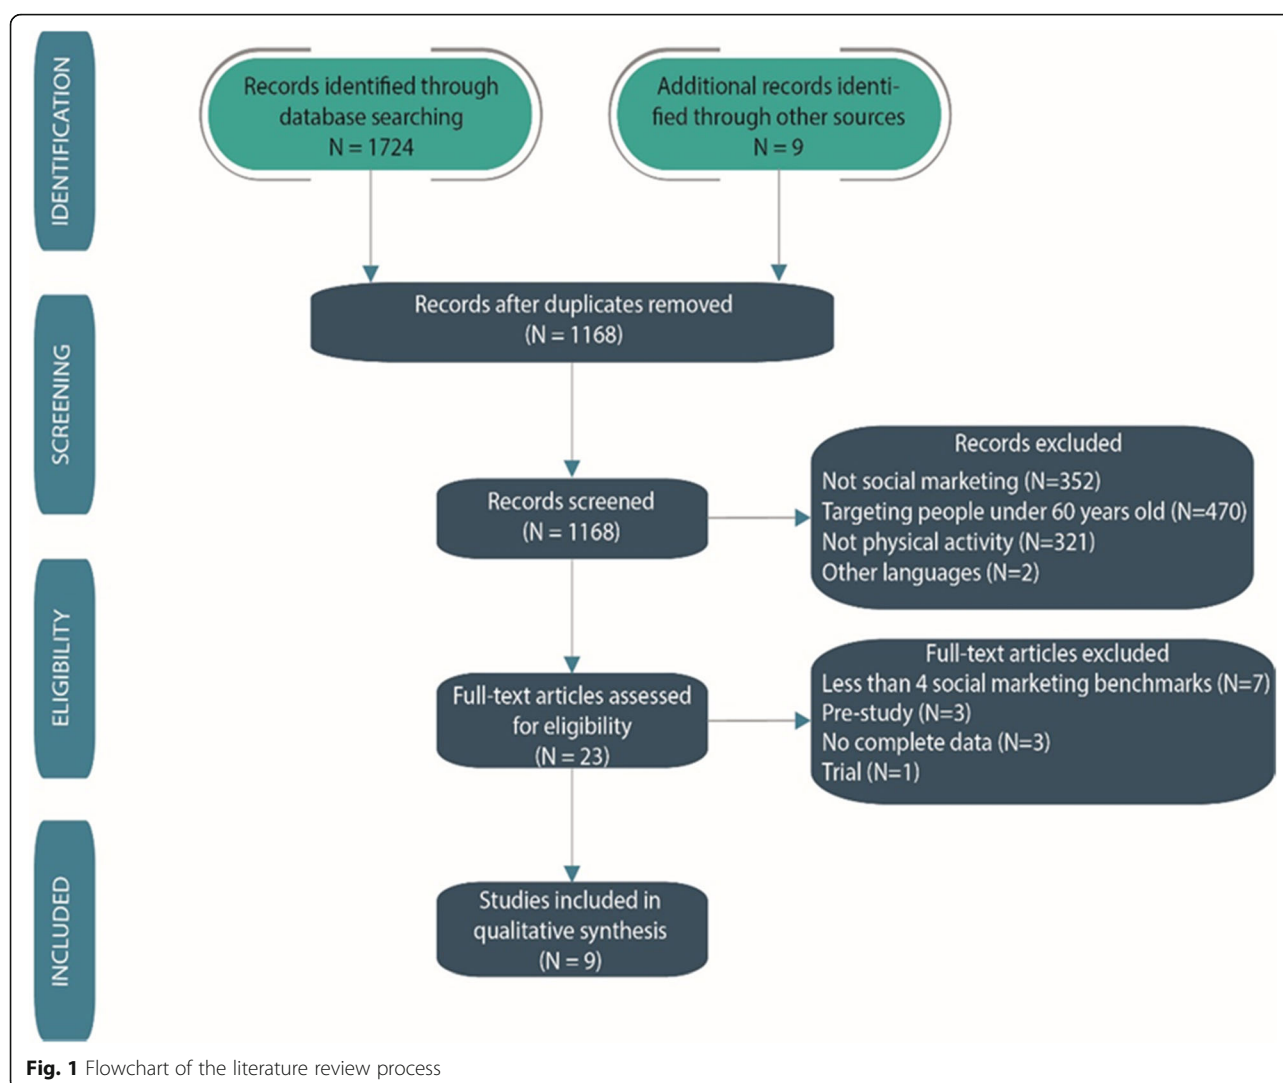 IDENTIFICATION
Records identified through
database searching
N = 1724
Additional records identi-
fied through other sources
N = 9
SCREENING
Records after duplicates removed
(N = 1168)
Records screened
(N = 1168)
Records excluded
Not social marketing (N=352)
Targeting people under 60 years old (N=470)
Not physical activity (N=321)
Other languages (N=2)
ELIGIBILITY
Full-text articles assessed
for eligibility
(N = 23)
Full-text articles excluded
Less than 4 social marketing benchmarks (N=7)
Pre-study (N=3)
No complete data (N=3)
Trial (N=1)
INCLUDED
Studies included in
qualitative synthesis
(N = 9)
Fig. 1 Flowchart of the literature review process